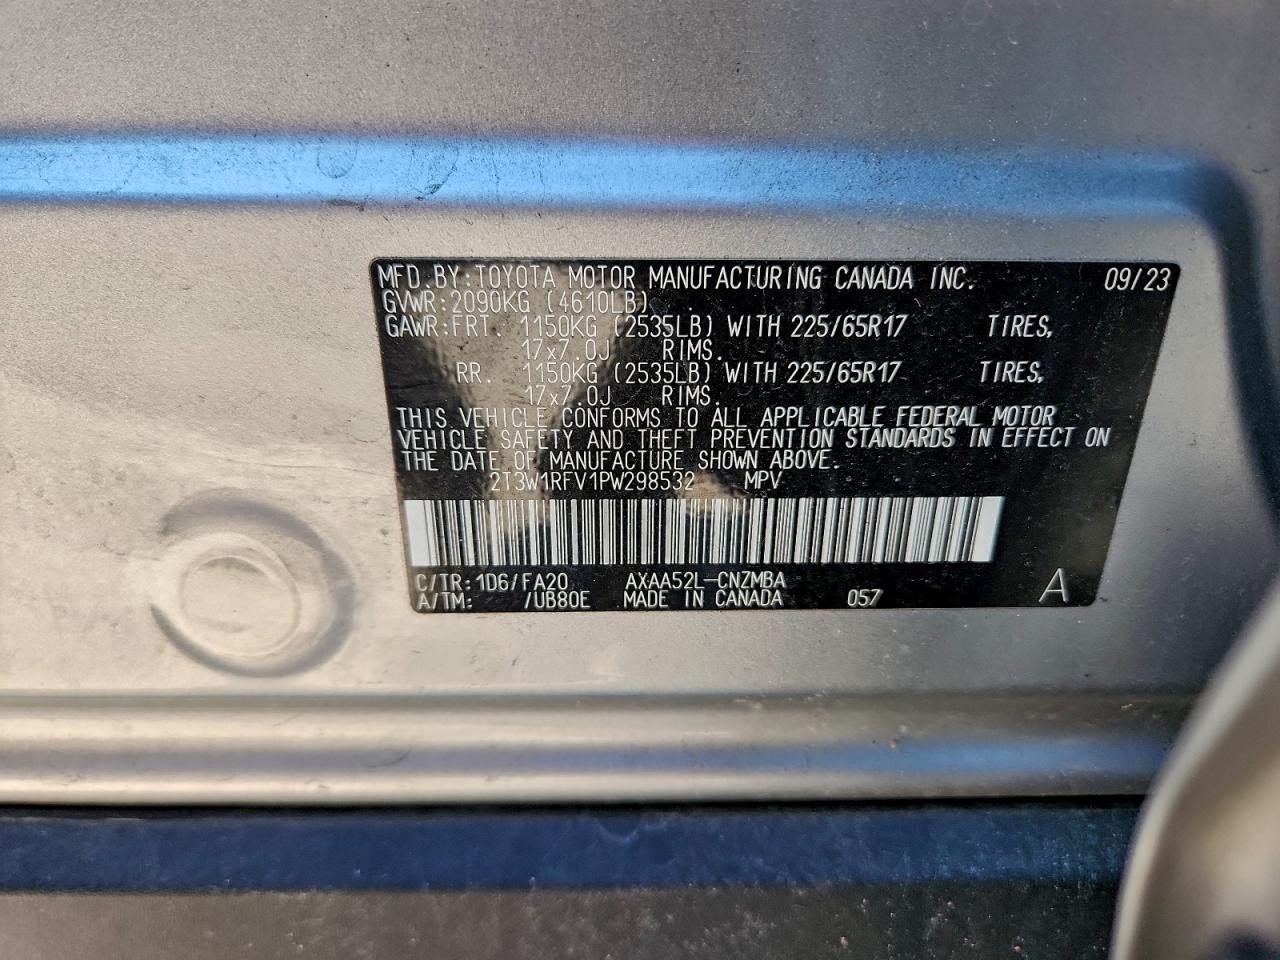 MFD.BY:TOYOTA MOTOR MANUFACTURING CANADA INC. 09/23
GVWR:2090KG (4610LB)
GAWR:FRT. 1150KG (2535LB) WITH 225/65R17 TIRES,
17x7.0J RIMS.
RR. 1150KG (2535LB) WITH 225/65R17 TIRES,
17x7.0J RIMS.
THIS VEHICLE CONFORMS TO ALL APPLICABLE FEDERAL MOTOR
VEHICLE SAFETY AND THEFT PREVENTION STANDARDS IN EFFECT ON
THE DATE OF MANUFACTURE SHOWN ABOVE.
2T3W1RFV1PW298532 MPV
C/TR:1D6/FA20 AXAA52L-CNZMBA
A/TM: /UB80E MADE IN CANADA 057 A